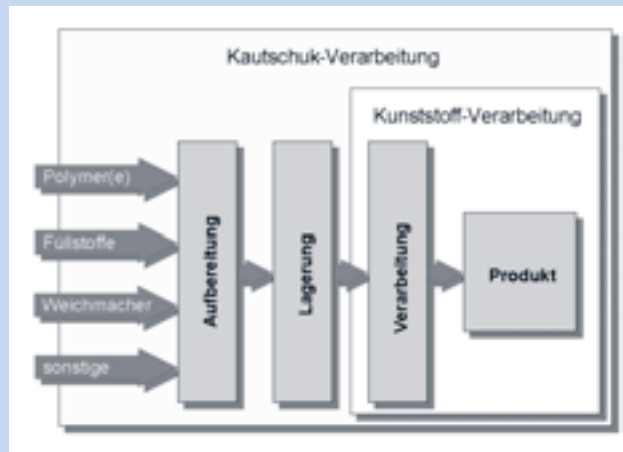 Kautschuk-Verarbeitung
Kunststoff-Verarbeitung
Polymer(e)
Füllstoffe
Weichmacher
sonstige
Aufbereitung
Lagerung
Verarbeitung
Produkt